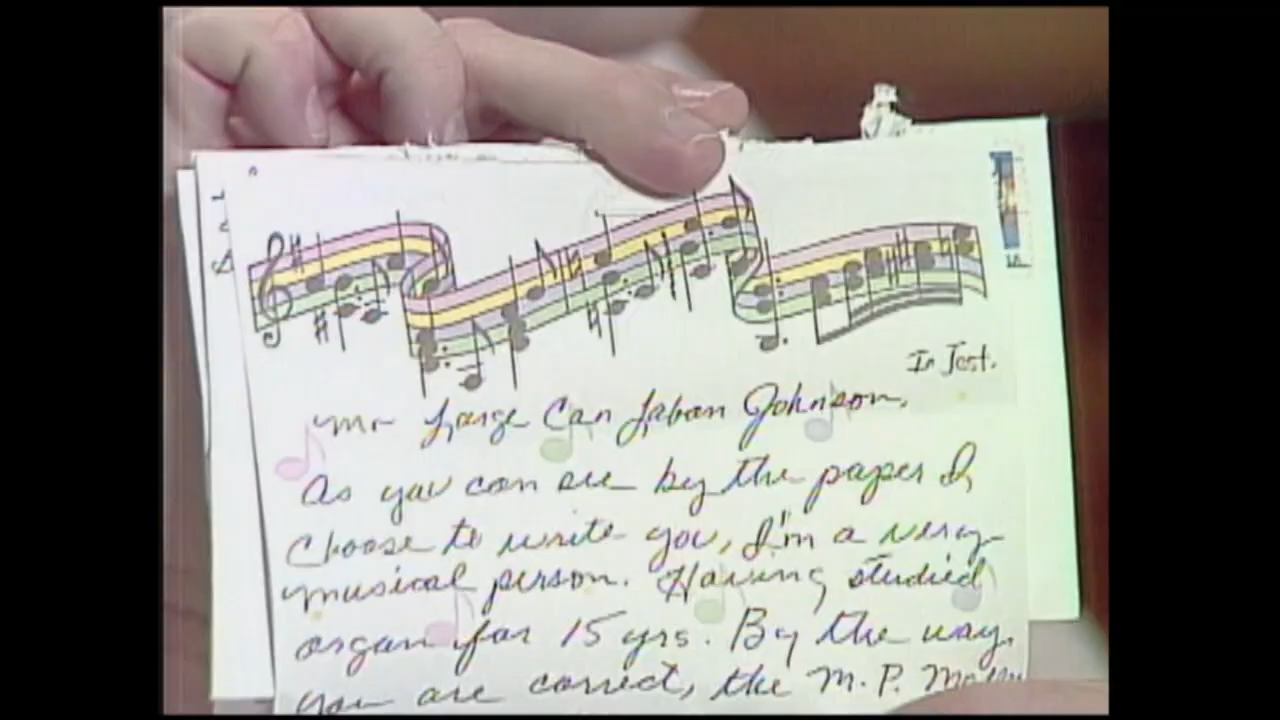 In Jest.
Mr Large Can Laban Johnson,
As you can see by the paper I,
choose to write you, I'm a very
musical person. Having studied
organ for 15 yrs. By the way,
you are correct, the M. P.